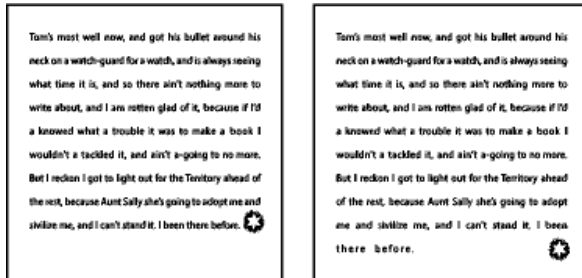 Tom's most well now, and got his bullet around his
neck on a watch-guard for a watch, and is always seeing
what time it is, and so there ain't nothing more to
write about, and I am rotten glad of it, because if I'd
a knowed what a trouble it was to make a book I
wouldn't a tackled it, and ain't a-going to no more.
But I reckon I got to light out for the Territory ahead of
the rest, because Aunt Sally she's going to adopt me and
sivilize me, and I can't stand it. I been there before.
Tom's most well now, and got his bullet around his
neck on a watch-guard for a watch, and is always seeing
what time it is, and so there ain't nothing more to
write about, and I am rotten glad of it, because if I'd
a knowed what a trouble it was to make a book I
wouldn't a tackled it, and ain't a-going to no more.
But I reckon I got to light out for the Territory ahead
of the rest, because Aunt Sally she's going to adopt
me and sivilize me, and I can't stand it. I been
there before.